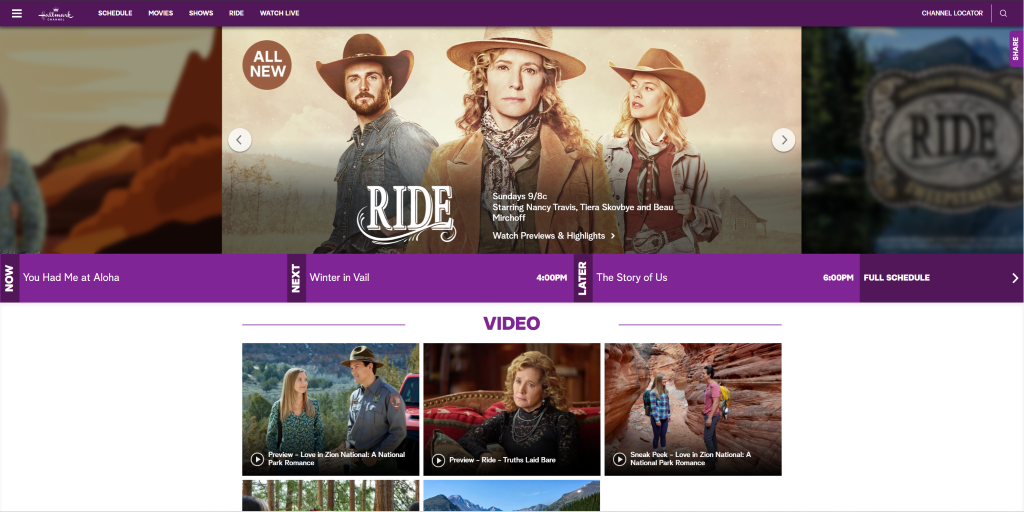 Hallmark
CHANNEL
SCHEDULE
MOVIES
SHOWS
RIDE
WATCH LIVE
CHANNEL LOCATOR
SHARE
ALL
NEW
RIDE
Sundays 9/8c
Starring Nancy Travis, Tiera Skovbye and Beau
Mirchoff
Watch Previews & Highlights
RIDE
NOW
You Had Me at Aloha
NEXT
Winter in Vail
4:00PM
LATER
The Story of Us
6:00PM
FULL SCHEDULE
VIDEO
Preview – Love in Zion National: A National
Park Romance
Preview – Ride – Truths Laid Bare
Sneak Peek – Love in Zion National: A
National Park Romance